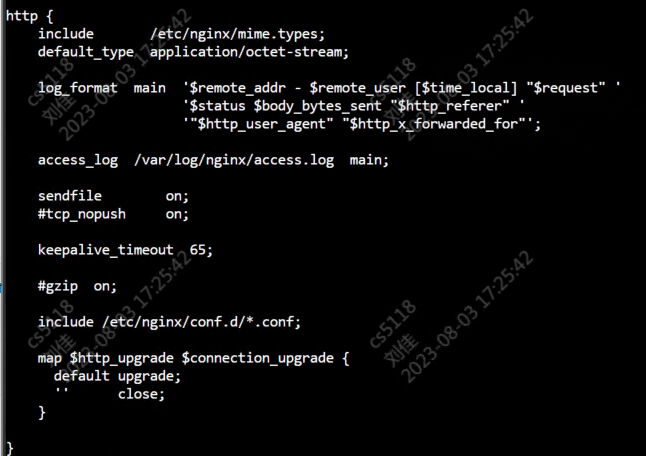 http {
    include       /etc/nginx/mime.types;
    default_type  application/octet-stream;

    log_format  main  '$remote_addr - $remote_user [$time_local] "$request" '
                      '$status $body_bytes_sent "$http_referer" '
                      '"$http_user_agent" "$http_x_forwarded_for"';

    access_log  /var/log/nginx/access.log  main;

    sendfile        on;
    #tcp_nopush     on;

    keepalive_timeout  65;

    #gzip  on;

    include /etc/nginx/conf.d/*.conf;

    map $http_upgrade $connection_upgrade {
      default upgrade;
      ''      close;
    }

}
cs5118
刘佳
2023-08-03 17:25:42
cs5118
刘佳
2023-08-03 17:25:42
cs5118
刘佳
2023-08-03 17:25:42
cs5118
刘佳
2023-08-03 17:25:42